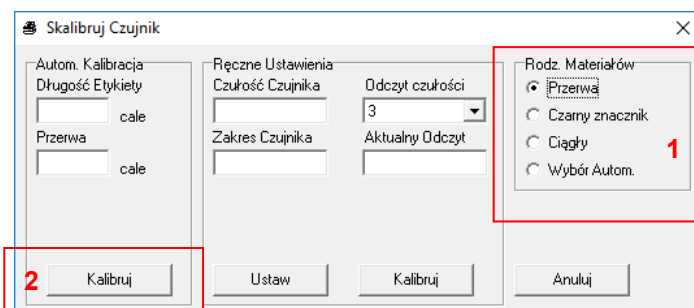 Skalibruj Czujnik
Autom. Kalibracja
Długość Etykiety
cale
Przerwa
cale
Kalibruj
2
Ręczne Ustawienia
Czułość Czujnika
Odczyt czułości
3
Zakres Czujnika
Aktualny Odczyt
Ustaw
Kalibruj
Rodz. Materiałów
Przerwa
Czarny znacznik
Ciągły
Wybór Autom.
1
Anuluj